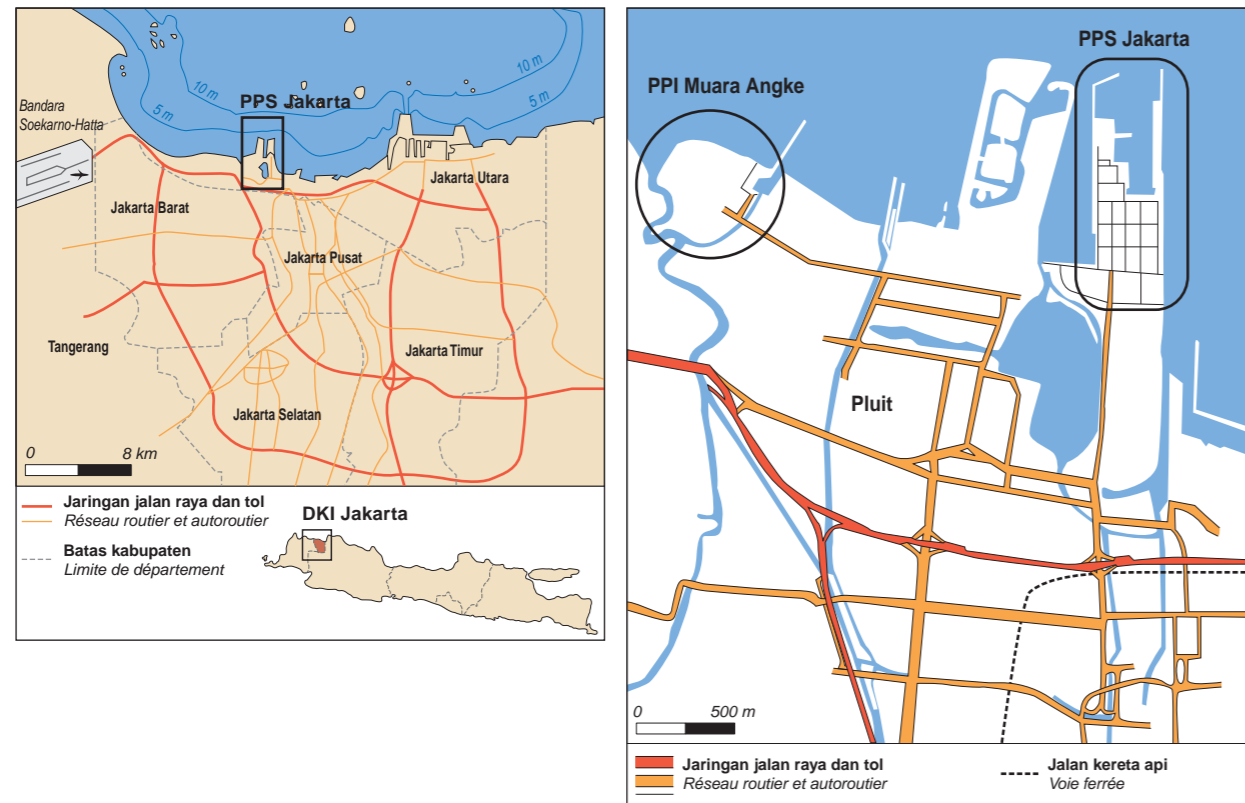 10 m
5 m
10 m
5 m
Bandara
Soekarno-Hatta
PPS Jakarta
Jakarta Utara
Jakarta Barat
Jakarta Pusat
Tangerang
Jakarta Timur
Jakarta Selatan
0 8 km
Jaringan jalan raya dan tol
Réseau routier et autoroutier
Batas kabupaten
Limite de département
DKI Jakarta
PPS Jakarta
PPI Muara Angke
Pluit
0 500 m
Jaringan jalan raya dan tol
Réseau routier et autoroutier
Jalan kereta api
Voie ferrée